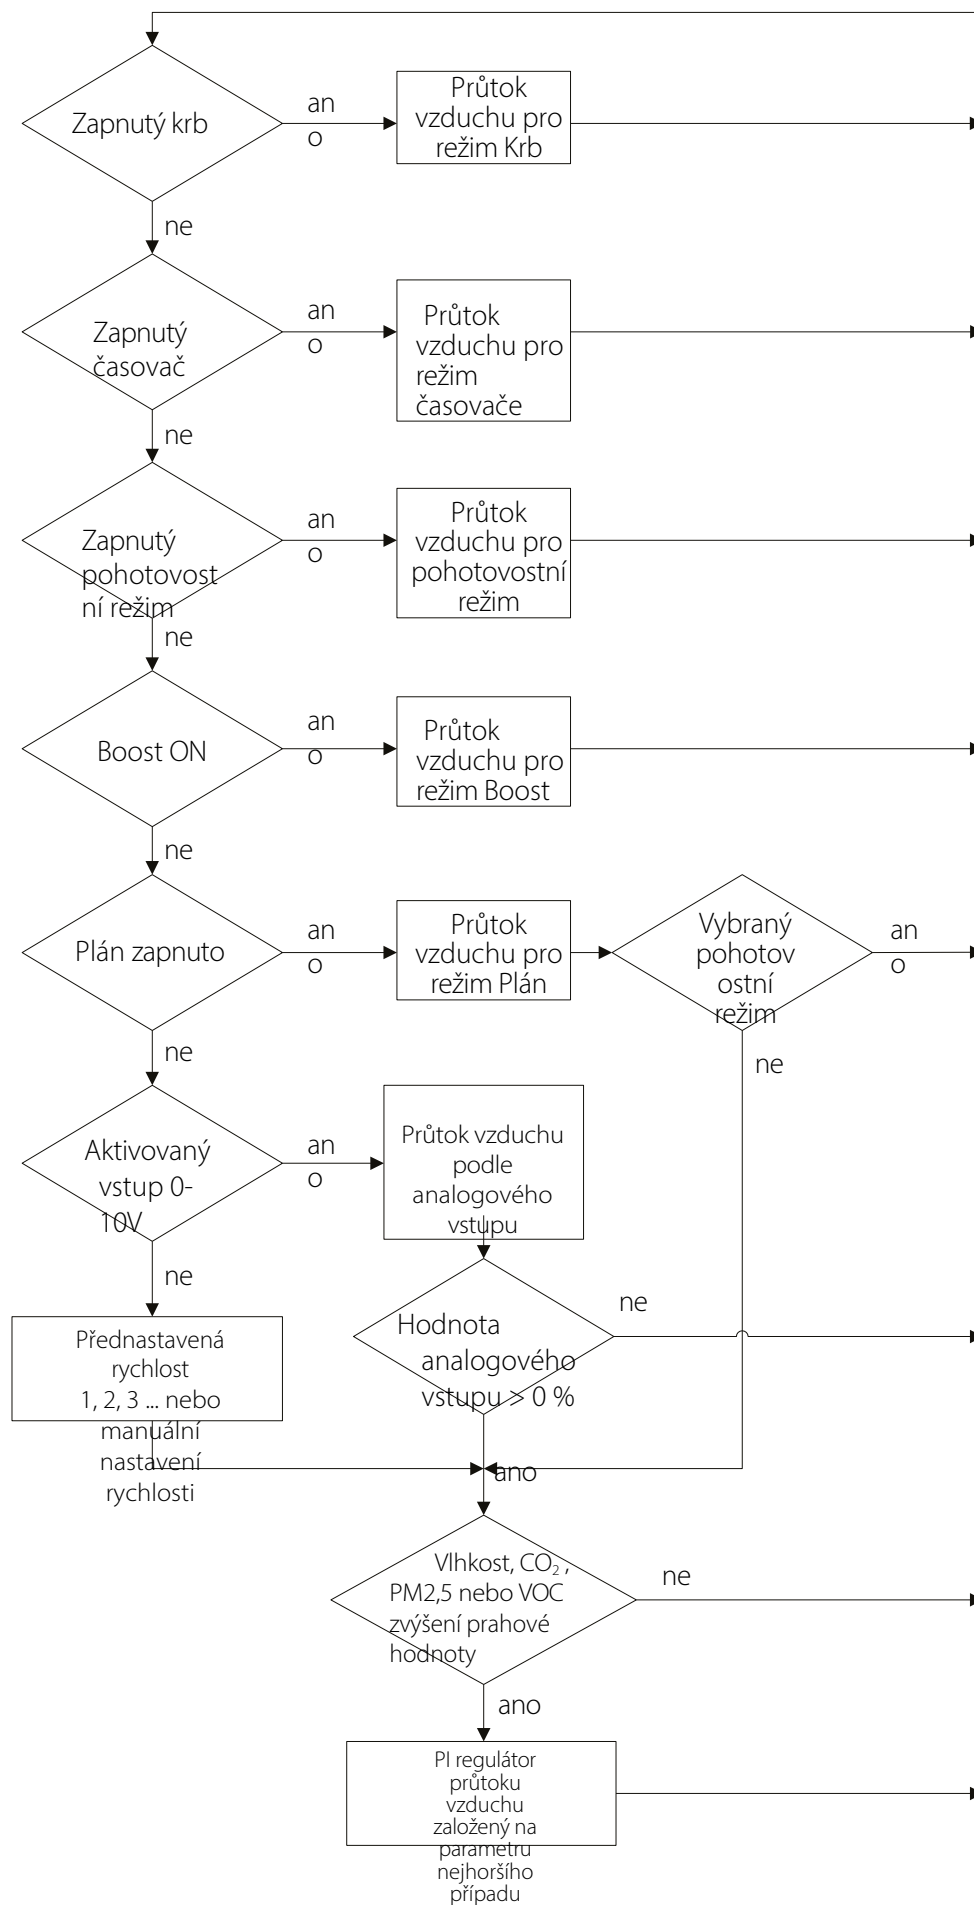 Zapnutý krb
an
o
Průtok
vzduchu pro
režim Krb
ne
Zapnutý
časovač
an
o
Průtok
vzduchu pro
režim
časovače
ne
Zapnutý
pohotovost
ní režim
an
o
Průtok
vzduchu pro
pohotovostní
režim
ne
Boost ON
an
o
Průtok
vzduchu pro
režim Boost
ne
Plán zapnuto
an
o
Průtok
vzduchu pro
režim Plán
Vybraný
pohotov
ostní
režim
an
o
ne
ne
Aktivovaný
vstup 0-
10V
an
o
Průtok vzduchu
podle
analogového
vstupu
ne
Hodnota
analogového
vstupu > 0 %
ne
Přednastavená
rychlost
1, 2, 3 ... nebo
manuální
nastavení
rychlosti
ano
Vlhkost, CO₂ ,
PM2,5 nebo VOC
zvýšení prahové
hodnoty
ne
ano
PI regulátor
průtoku
vzduchu
založený na
parametru
nejhoršího
případu